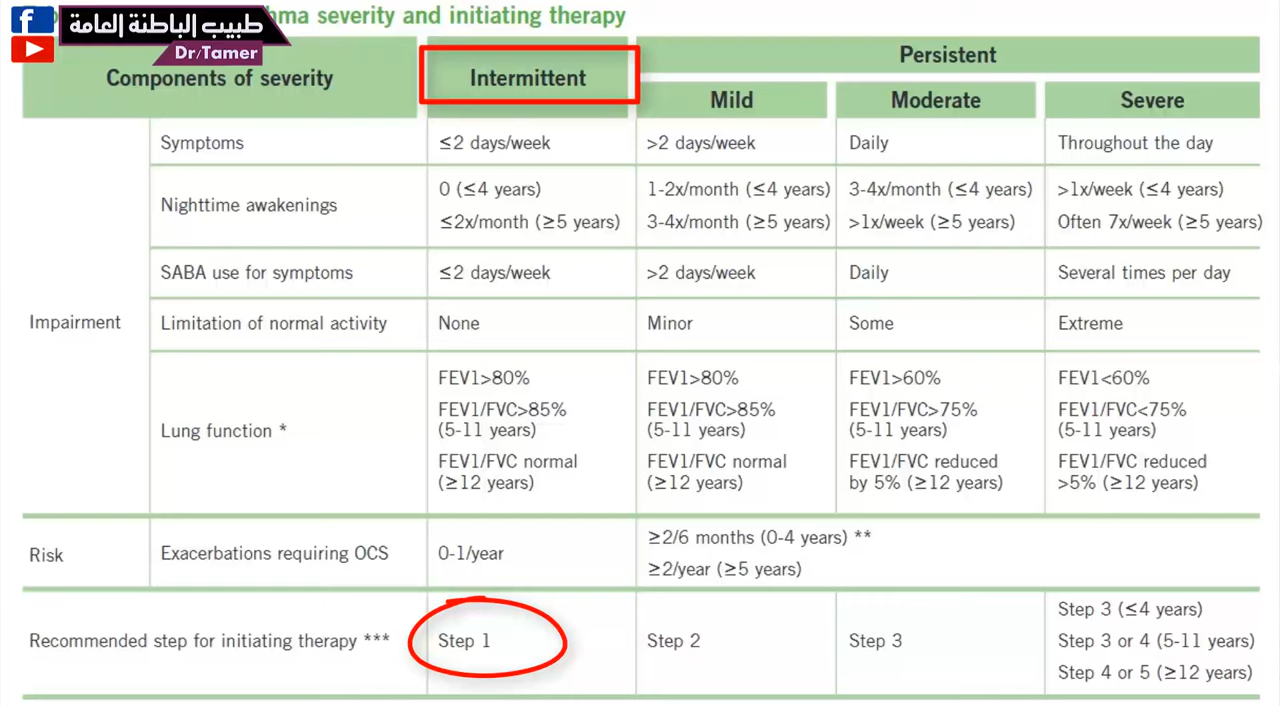 طبيب الباطنة العامة
Dr/Tamer
asthma severity and initiating therapy
Components of severity
Intermittent
Persistent
Mild
Moderate
Severe
Impairment
Symptoms
≤2 days/week
>2 days/week
Daily
Throughout the day
Nighttime awakenings
0 (≤4 years)
≤2x/month (≥5 years)
1-2x/month (≤4 years)
3-4x/month (≥5 years)
3-4x/month (≤4 years)
>1x/week (≥5 years)
>1x/week (≤4 years)
Often 7x/week (≥5 years)
SABA use for symptoms
≤2 days/week
>2 days/week
Daily
Several times per day
Limitation of normal activity
None
Minor
Some
Extreme
Lung function *
FEV1>80%
FEV1/FVC>85%
(5-11 years)
FEV1/FVC normal
(≥12 years)
FEV1>80%
FEV1/FVC>85%
(5-11 years)
FEV1/FVC normal
(≥12 years)
FEV1>60%
FEV1/FVC>75%
(5-11 years)
FEV1/FVC reduced
by 5% (≥12 years)
FEV1<60%
FEV1/FVC<75%
(5-11 years)
FEV1/FVC reduced
>5% (≥12 years)
Risk
Exacerbations requiring OCS
0-1/year
≥2/6 months (0-4 years) **
≥2/year (≥5 years)
Recommended step for initiating therapy ***
Step 1
Step 2
Step 3
Step 3 (≤4 years)
Step 3 or 4 (5-11 years)
Step 4 or 5 (≥12 years)